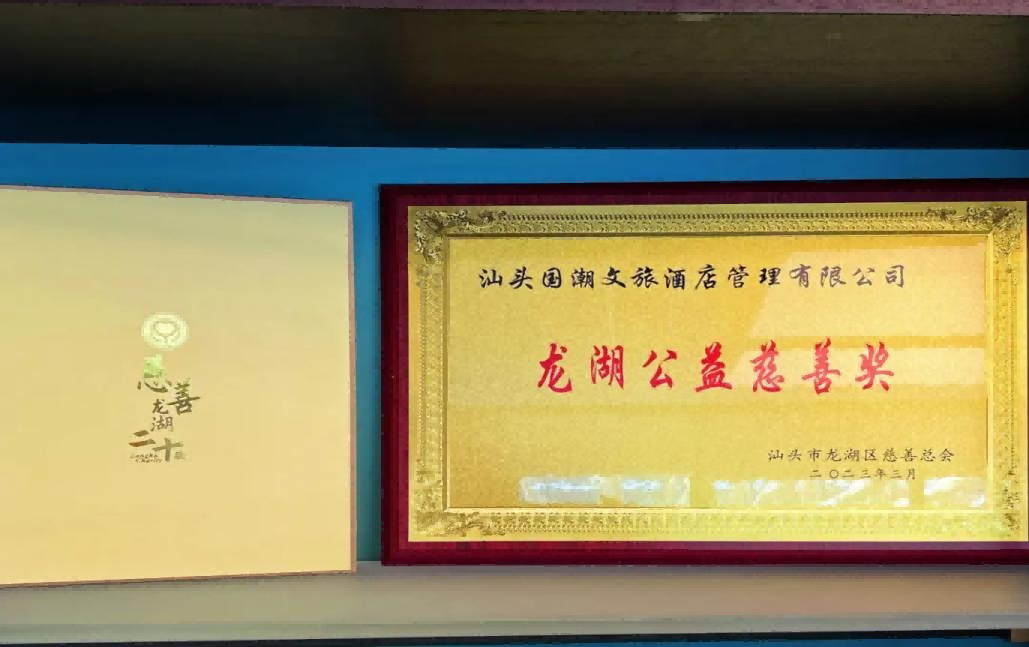 慈善
龙湖
二十
汕头国潮文旅酒店管理有限公司
龙湖公益慈善奖
汕头市龙湖区慈善总会
二〇二三年三月